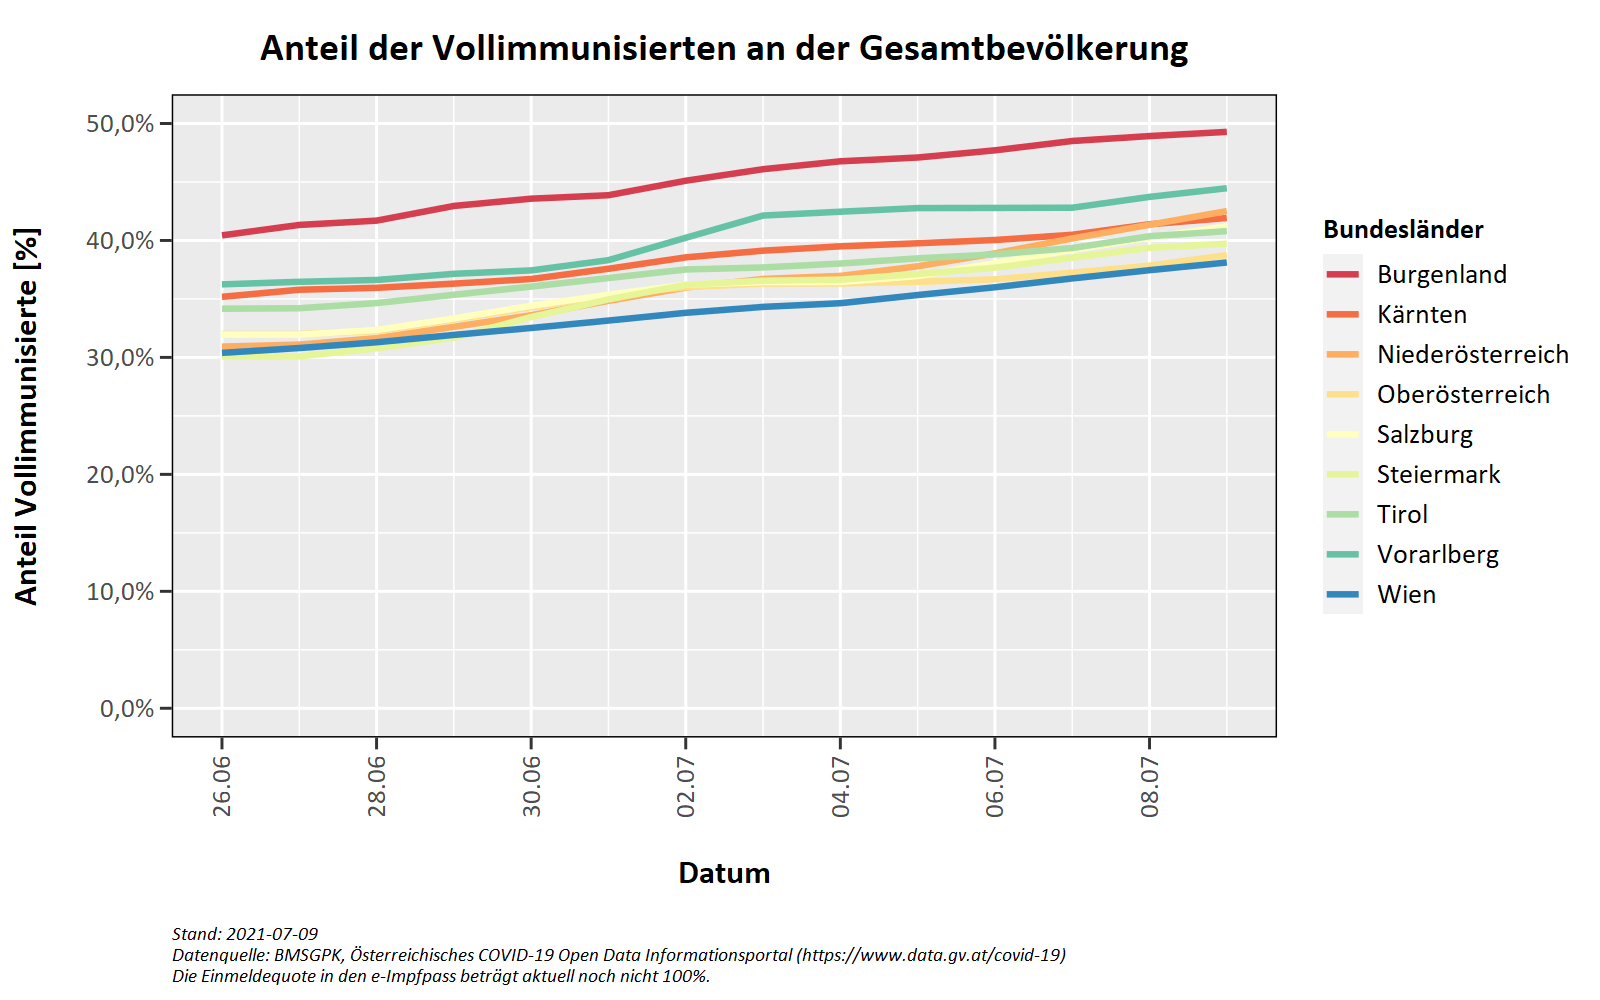 Anteil der Vollimmunisierten an der Gesamtbevölkerung
Anteil Vollimmunisierte [%]
50,0%
40,0%
30,0%
20,0%
10,0%
0,0%
26.06
28.06
30.06
02.07
04.07
06.07
08.07
Datum
Bundesländer
Burgenland
Kärnten
Niederösterreich
Oberösterreich
Salzburg
Steiermark
Tirol
Vorarlberg
Wien
Stand: 2021-07-09
Datenquelle: BMSGPK, Österreichisches COVID-19 Open Data Informationsportal (https://www.data.gv.at/covid-19)
Die Einmeldequote in den e-Impfpass beträgt aktuell noch nicht 100%.